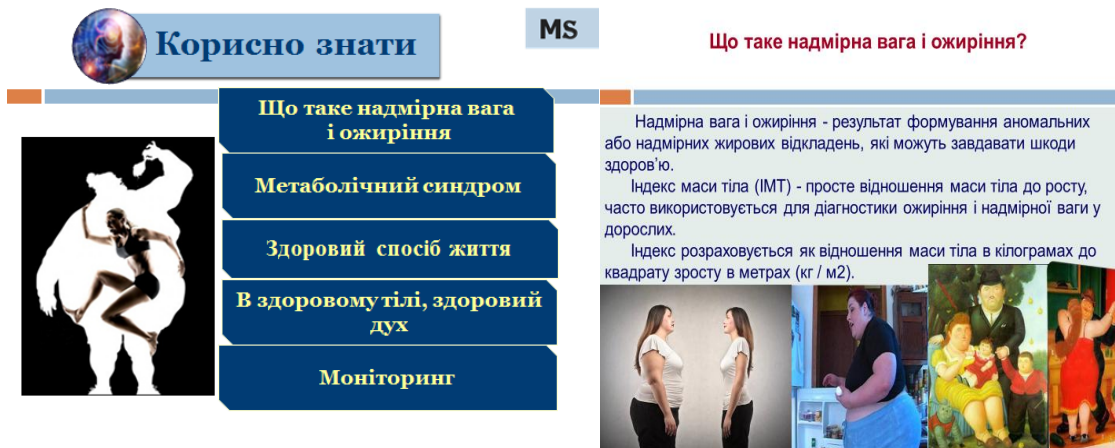 Корисно знати
MS
Що таке надмірна вага
і ожиріння
Метаболічний синдром
Здоровий спосіб життя
В здоровому тілі, здоровий
дух
Моніторинг
Що таке надмірна вага і ожиріння?
Надмірна вага і ожиріння - результат формування аномальних
або надмірних жирових відкладень, які можуть завдавати шкоди
здоров’ю.
Індекс маси тіла (ІМТ) - просте відношення маси тіла до росту,
часто використовується для діагностики ожиріння і надмірної ваги у
дорослих.
Індекс розраховується як відношення маси тіла в кілограмах до
квадрату зросту в метрах (кг / м2).